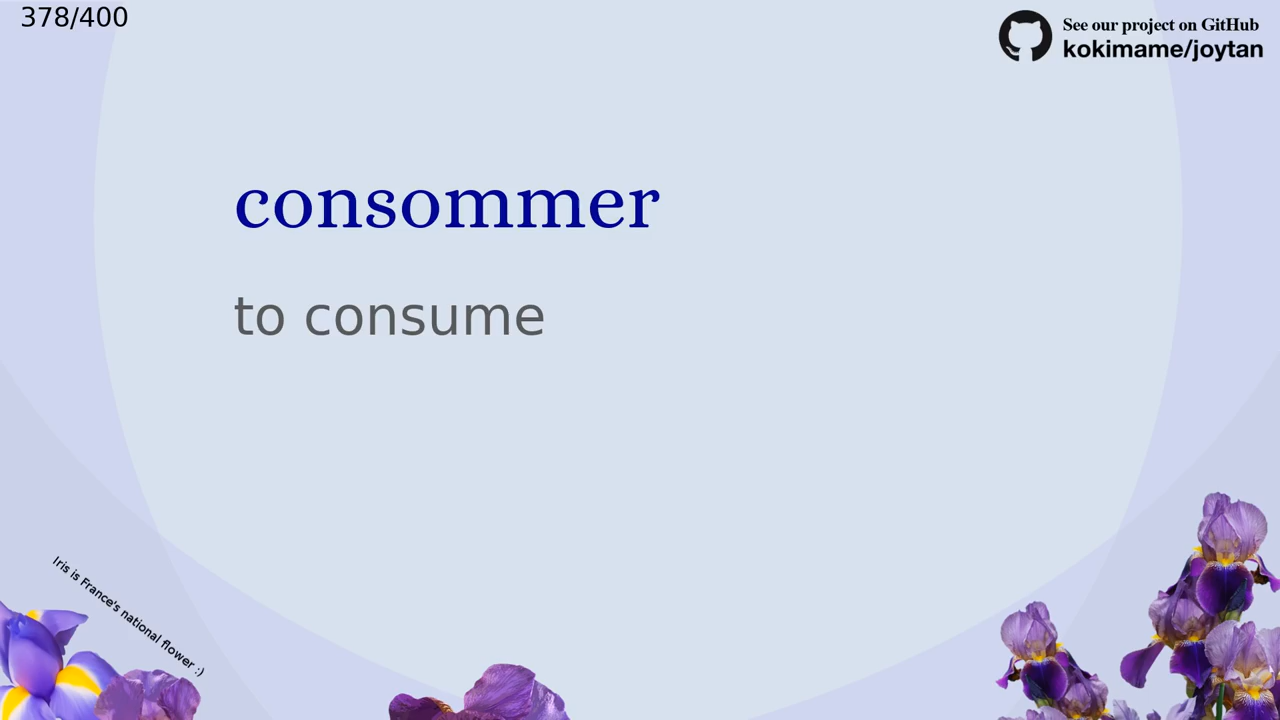 378/400
See our project on GitHub
kokimame/joytan
consommer
to consume
Iris is France's national flower :)